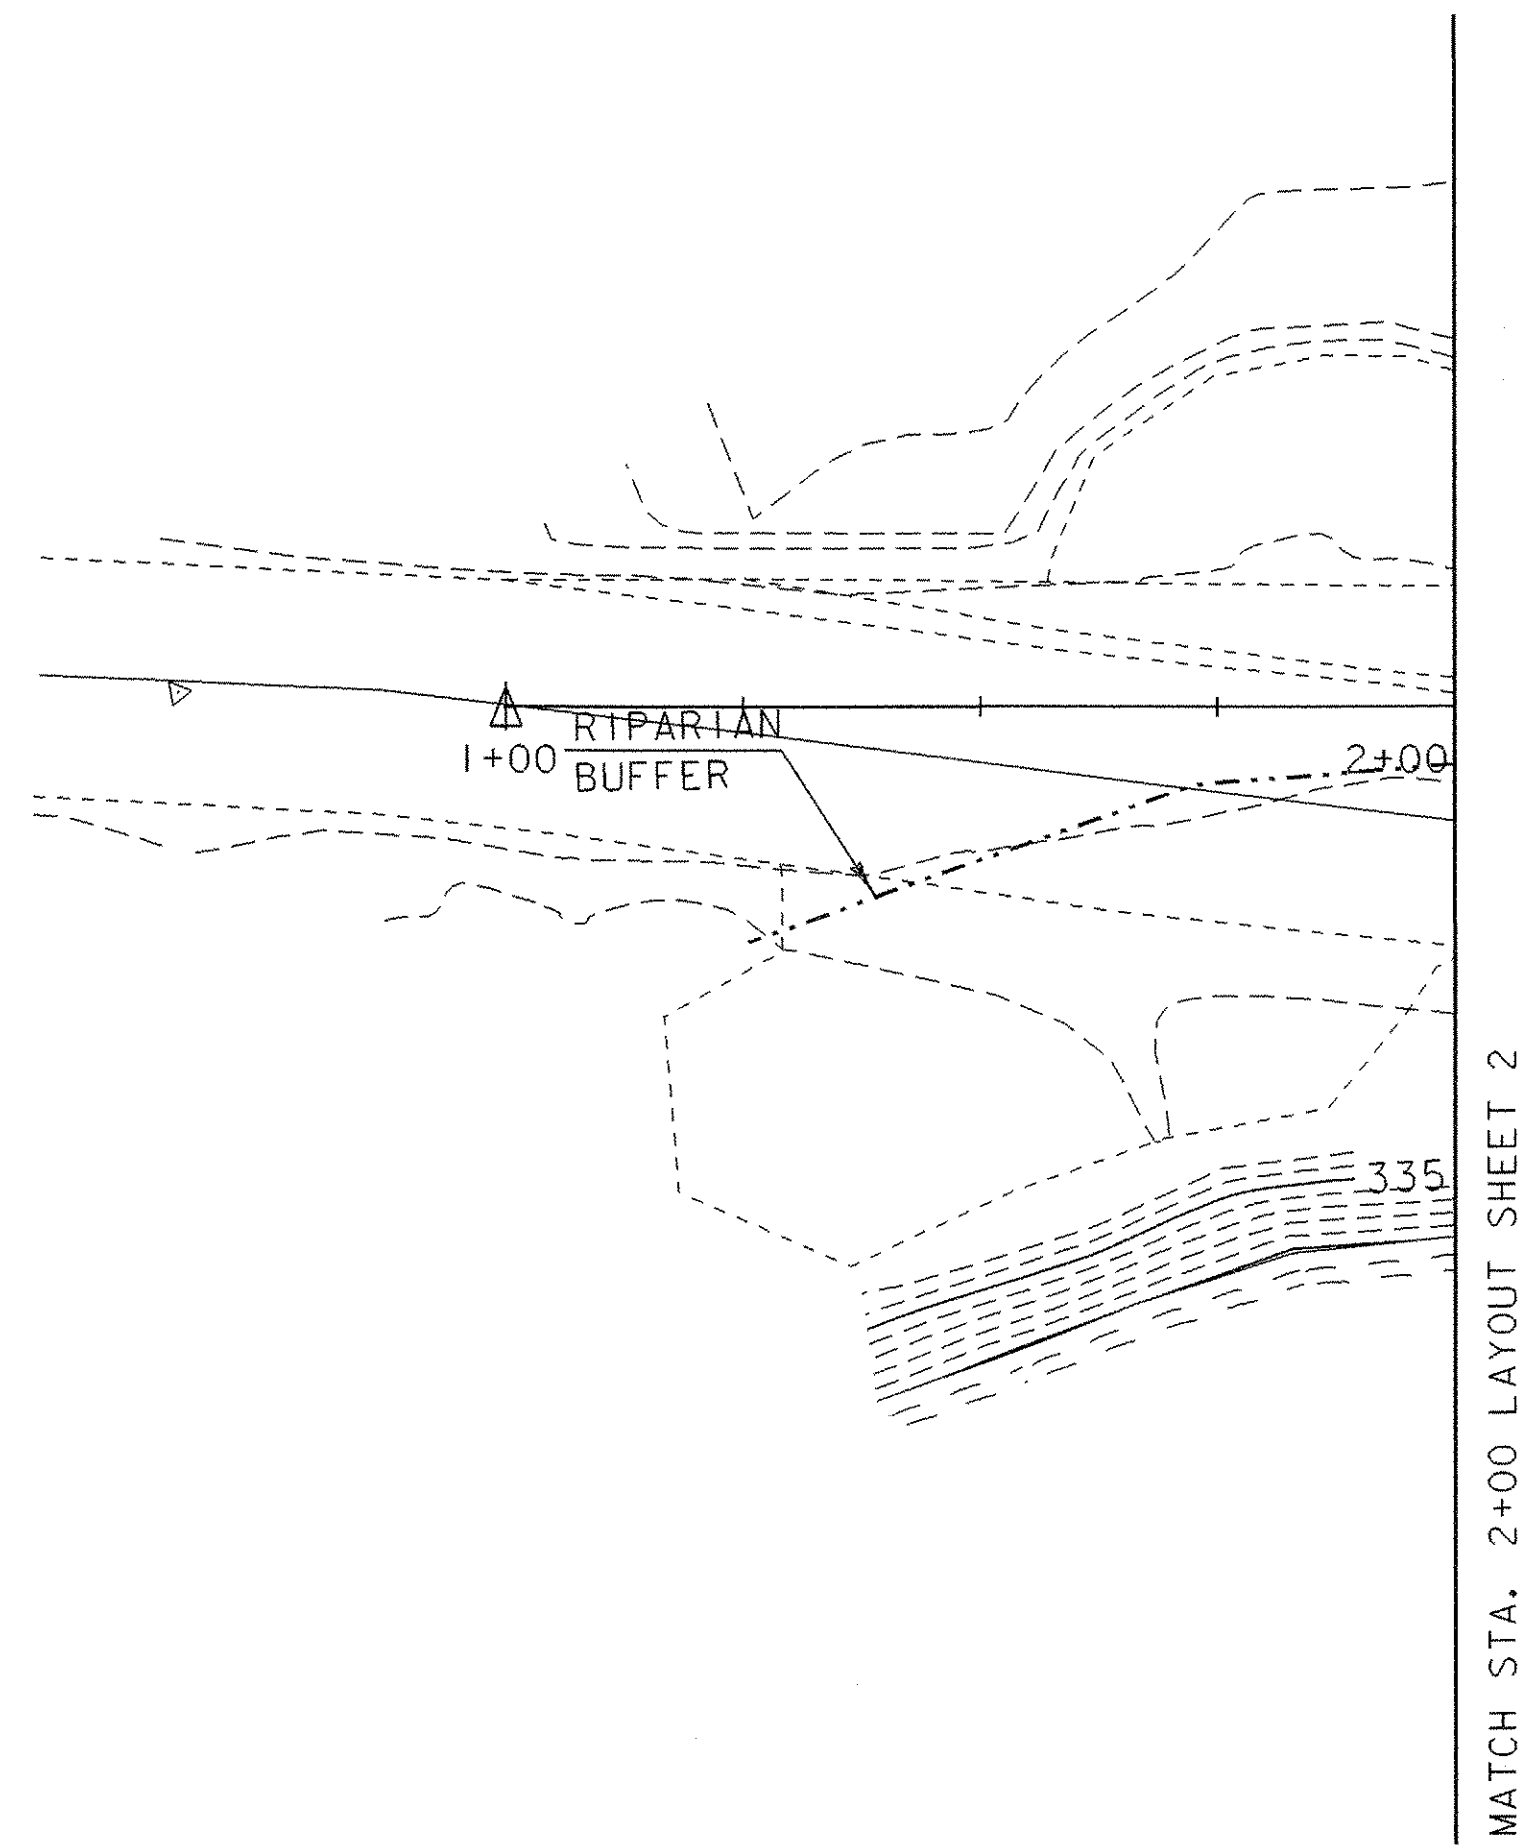 RIPARIAN
BUFFER
1+00
2+00
335
MATCH STA. 2+00 LAYOUT SHEET 2